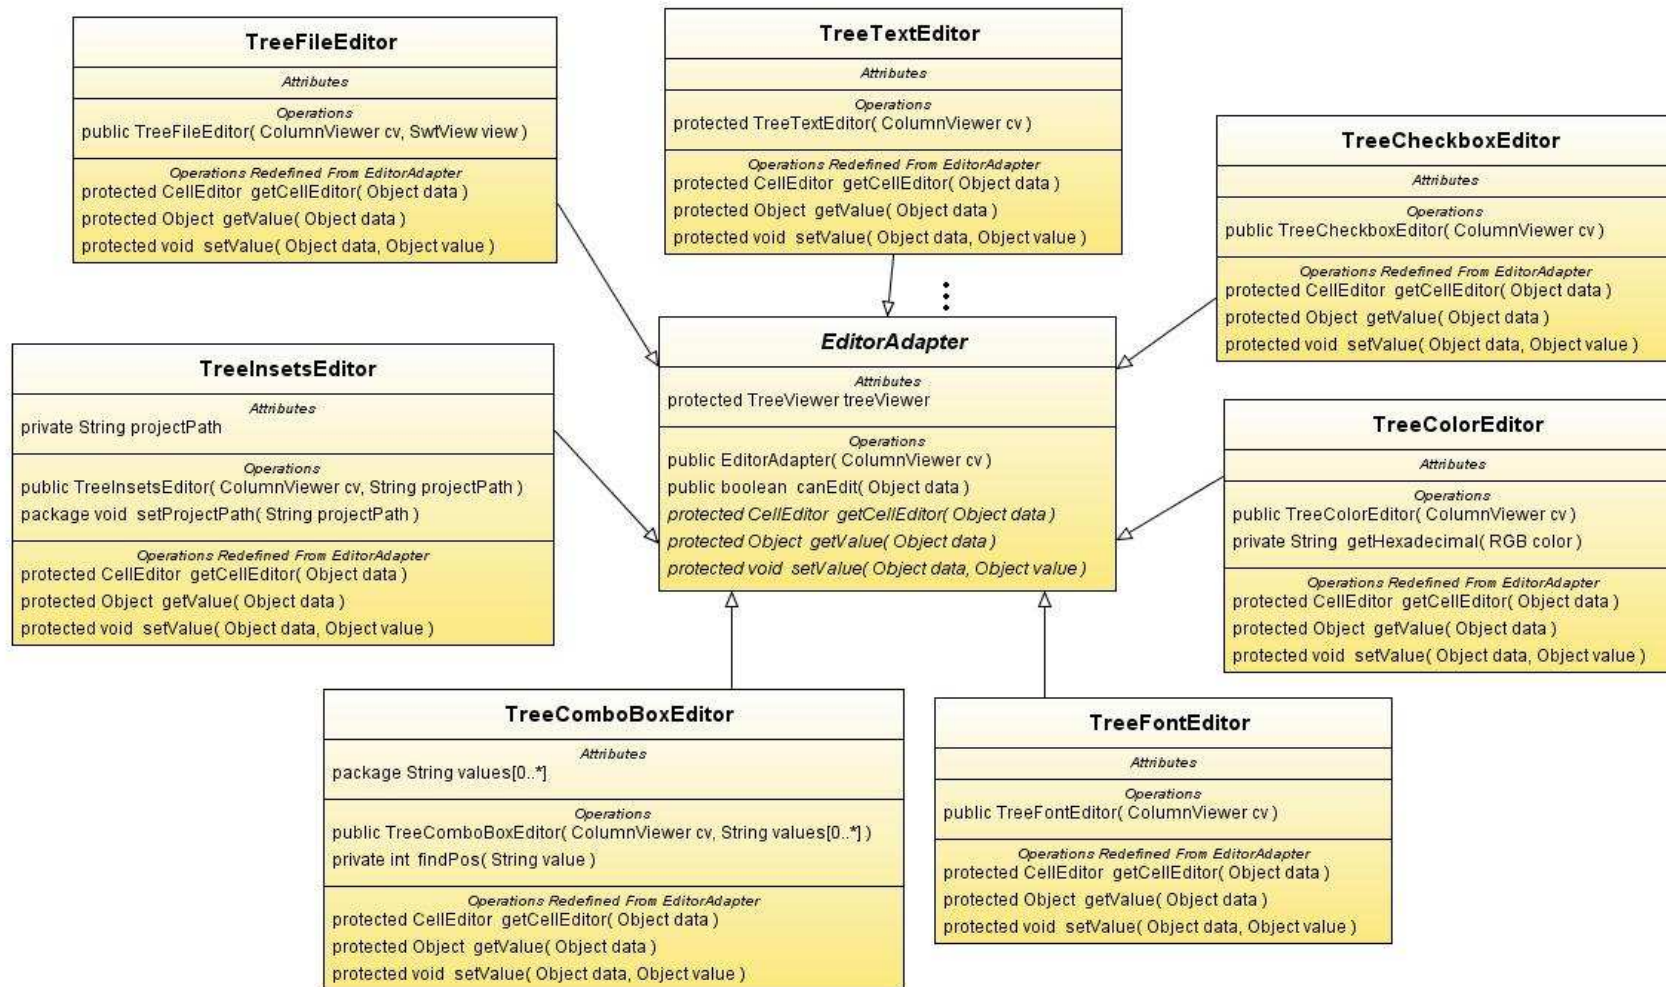 TreeFileEditor
Attributes
Operations
public TreeFileEditor( ColumnViewer cv, SwtView view )
Operations Redefined From EditorAdapter
protected CellEditor getCellEditor( Object data )
protected Object getValue( Object data )
protected void setValue( Object data, Object value )
TreeTextEditor
Attributes
Operations
protected TreeTextEditor( ColumnViewer cv )
Operations Redefined From EditorAdapter
protected CellEditor getCellEditor( Object data )
protected Object getValue( Object data )
protected void setValue( Object data, Object value )
TreeCheckboxEditor
Attributes
Operations
public TreeCheckboxEditor( ColumnViewer cv )
Operations Redefined From EditorAdapter
protected CellEditor getCellEditor( Object data )
protected Object getValue( Object data )
protected void setValue( Object data, Object value )
TreeInsetsEditor
Attributes
private String projectPath
Operations
public TreeInsetsEditor( ColumnViewer cv, String projectPath )
package void setProjectPath( String projectPath )
Operations Redefined From EditorAdapter
protected CellEditor getCellEditor( Object data )
protected Object getValue( Object data )
protected void setValue( Object data, Object value )
EditorAdapter
Attributes
protected TreeViewer treeViewer
Operations
public EditorAdapter( ColumnViewer cv )
public boolean canEdit( Object data )
protected CellEditor getCellEditor( Object data )
protected Object getValue( Object data )
protected void setValue( Object data, Object value )
TreeColorEditor
Attributes
Operations
public TreeColorEditor( ColumnViewer cv )
private String getHexadecimal( RGB color )
Operations Redefined From EditorAdapter
protected CellEditor getCellEditor( Object data )
protected Object getValue( Object data )
protected void setValue( Object data, Object value )
TreeComboBoxEditor
Attributes
package String values[0..*]
Operations
public TreeComboBoxEditor( ColumnViewer cv, String values[0..*] )
private int findPos( String value )
Operations Redefined From EditorAdapter
protected CellEditor getCellEditor( Object data )
protected Object getValue( Object data )
protected void setValue( Object data, Object value )
TreeFontEditor
Attributes
Operations
public TreeFontEditor( ColumnViewer cv )
Operations Redefined From EditorAdapter
protected CellEditor getCellEditor( Object data )
protected Object getValue( Object data )
protected void setValue( Object data, Object value )